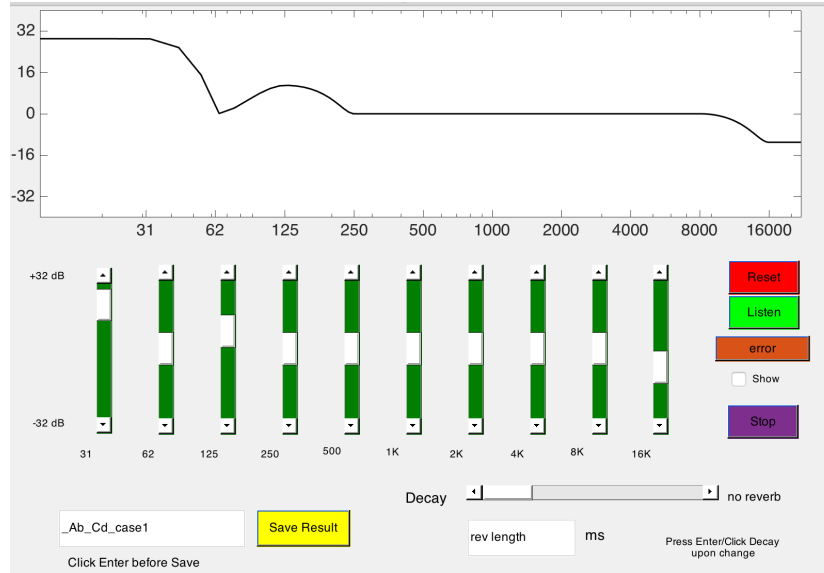 32
16
0
-16
-32
31 62 125 250 500 1000 2000 4000 8000 16000
+32 dB
Reset
Listen
error
Show
-32 dB
Stop
31 62 125 250 500 1K 2K 4K 8K 16K
Decay
no reverb
_Ab_Cd_case1
Save Result
rev length
ms
Press Enter/Click Decay
upon change
Click Enter before Save